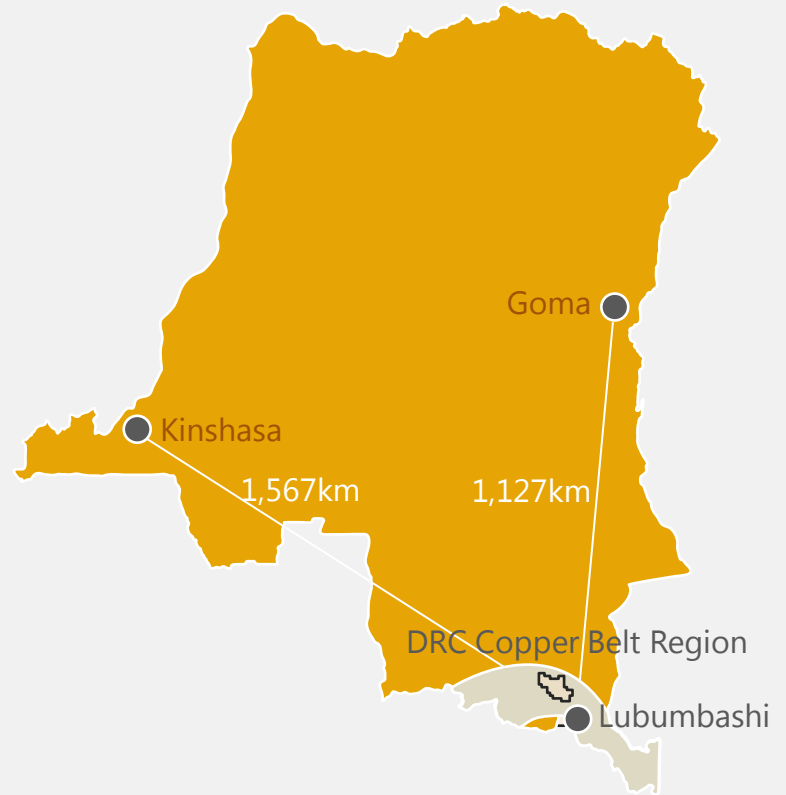 Goma
Kinshasa
1,567km
1,127km
DRC Copper Belt Region
Lubumbashi